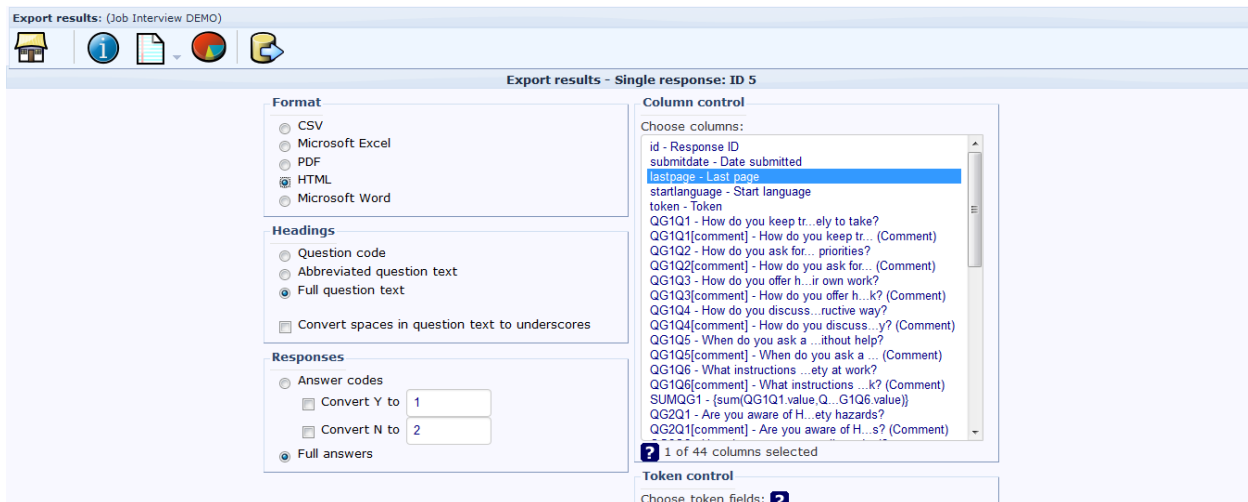 Export results: (Job Interview DEMO)
Export results - Single response: ID 5
Format
CSV
Microsoft Excel
PDF
HTML
Microsoft Word
Headings
Question code
Abbreviated question text
Full question text
Convert spaces in question text to underscores
Responses
Answer codes
Convert Y to 1
Convert N to 2
Full answers
Column control
Choose columns:
id - Response ID
submitdate - Date submitted
lastpage - Last page
startlanguage - Start language
token - Token
QG1Q1 - How do you keep tr...ely to take?
QG1Q1[comment] - How do you keep tr... (Comment)
QG1Q2 - How do you ask for... priorities?
QG1Q2[comment] - How do you ask for... (Comment)
QG1Q3 - How do you offer h...ir own work?
QG1Q3[comment] - How do you offer h...k? (Comment)
QG1Q4 - How do you discuss...ructive way?
QG1Q4[comment] - How do you discuss...y? (Comment)
QG1Q5 - When do you ask a ...ithout help?
QG1Q5[comment] - When do you ask a ... (Comment)
QG1Q6 - What instructions ...ety at work?
QG1Q6[comment] - What instructions ...k? (Comment)
SUMQG1 - {sum(QG1Q1.value,Q...G1Q6.value)}
QG2Q1 - Are you aware of H...ety hazards?
QG2Q1[comment] - Are you aware of H...s? (Comment)
? 1 of 44 columns selected
Token control
Choose token fields: ?